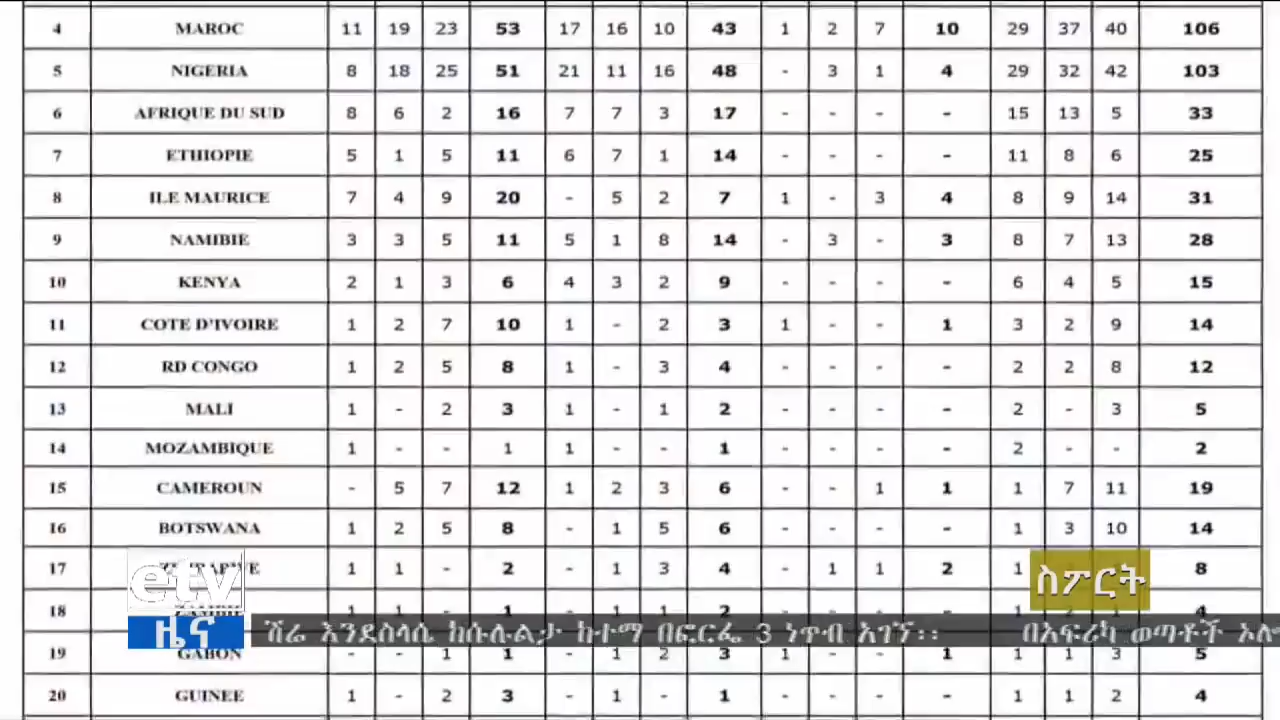 4 MAROC 11 19 23 53 17 16 10 43 1 2 7 10 29 37 40 106
5 NIGERIA 8 18 25 51 21 11 16 48 - 3 1 4 29 32 42 103
6 AFRIQUE DU SUD 8 6 2 16 7 7 3 17 - - - - 15 13 5 33
7 ETHIOPIE 5 1 5 11 6 7 1 14 - - - - 11 8 6 25
8 ILE MAURICE 7 4 9 20 - 5 2 7 1 - 3 4 8 9 14 31
9 NAMIBIE 3 3 5 11 5 1 8 14 - 3 - 3 8 7 13 28
10 KENYA 2 1 3 6 4 3 2 9 - - - - 6 4 5 15
11 COTE D'IVOIRE 1 2 7 10 1 - 2 3 1 - - 1 3 2 9 14
12 RD CONGO 1 2 5 8 1 - 3 4 - - - - 2 2 8 12
13 MALI 1 - 2 3 1 - 1 2 - - - - 2 - 3 5
14 MOZAMBIQUE 1 - - 1 1 - - 1 - - - - 2 - - 2
15 CAMEROUN - 5 7 12 1 2 3 6 - - 1 1 1 7 11 19
16 BOTSWANA 1 2 5 8 - 1 5 6 - - - - 1 3 10 14
17 1 1 - 2 - 1 3 4 - 1 1 2 1 8
etv
ስፖርት
18 1 1 - 1 - 1 1 2 - - - - 1 2 1 4
ዜና
ሽሬ እንደስላሴ ከሱሉልታ ከተማ በፎርፌ 3 ነጥብ አገኘ፡፡ በአፍሪካ ወጣቶች ኦለ
19 GABON - - 1 1 - 1 2 3 1 - - 1 1 1 3 5
20 GUINEE 1 - 2 3 - 1 - 1 - - - - 1 1 2 4